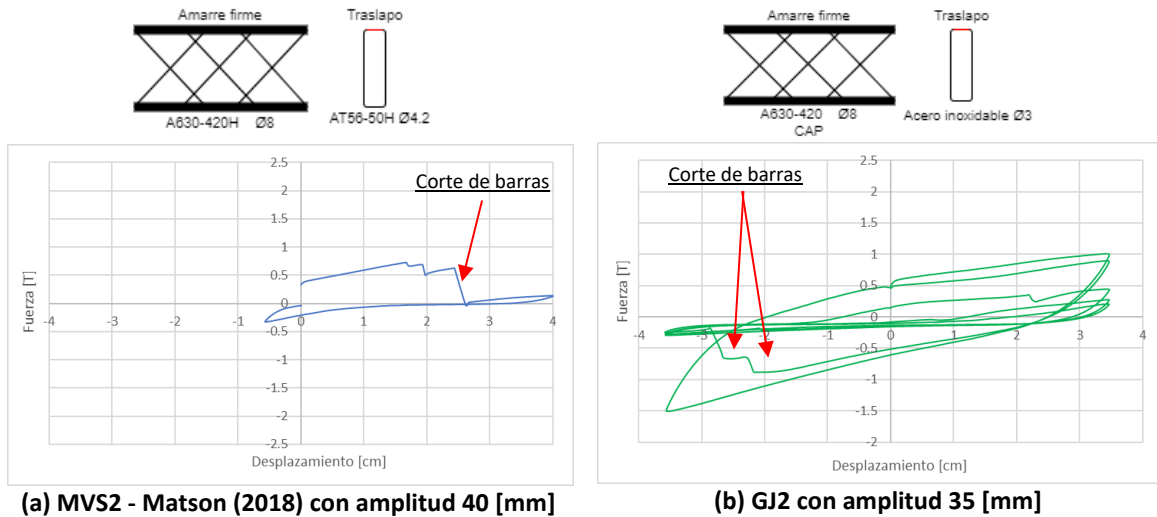 Amarre firme
Traslapo
A630-420H Ø8
AT56-50H Ø4.2
Amarre firme
Traslapo
A630-420 Ø8
CAP
Acero inoxidable Ø3
2.5
2
1.5
1
0.5
0
-0.5
-1
-1.5
-2
-2.5
-4 -3 -2 -1 0 1 2 3 4
Corte de barras
Fuerza [T]
Desplazamiento [cm]
2.5
2
1.5
1
0.5
0
-0.5
-1
-1.5
-2
-4 -3 -2 -1 0 1 2 3 4
Corte de barras
Fuerza [T]
Desplazamiento [cm]
(a) MVS2 - Matson (2018) con amplitud 40 [mm]
(b) GJ2 con amplitud 35 [mm]